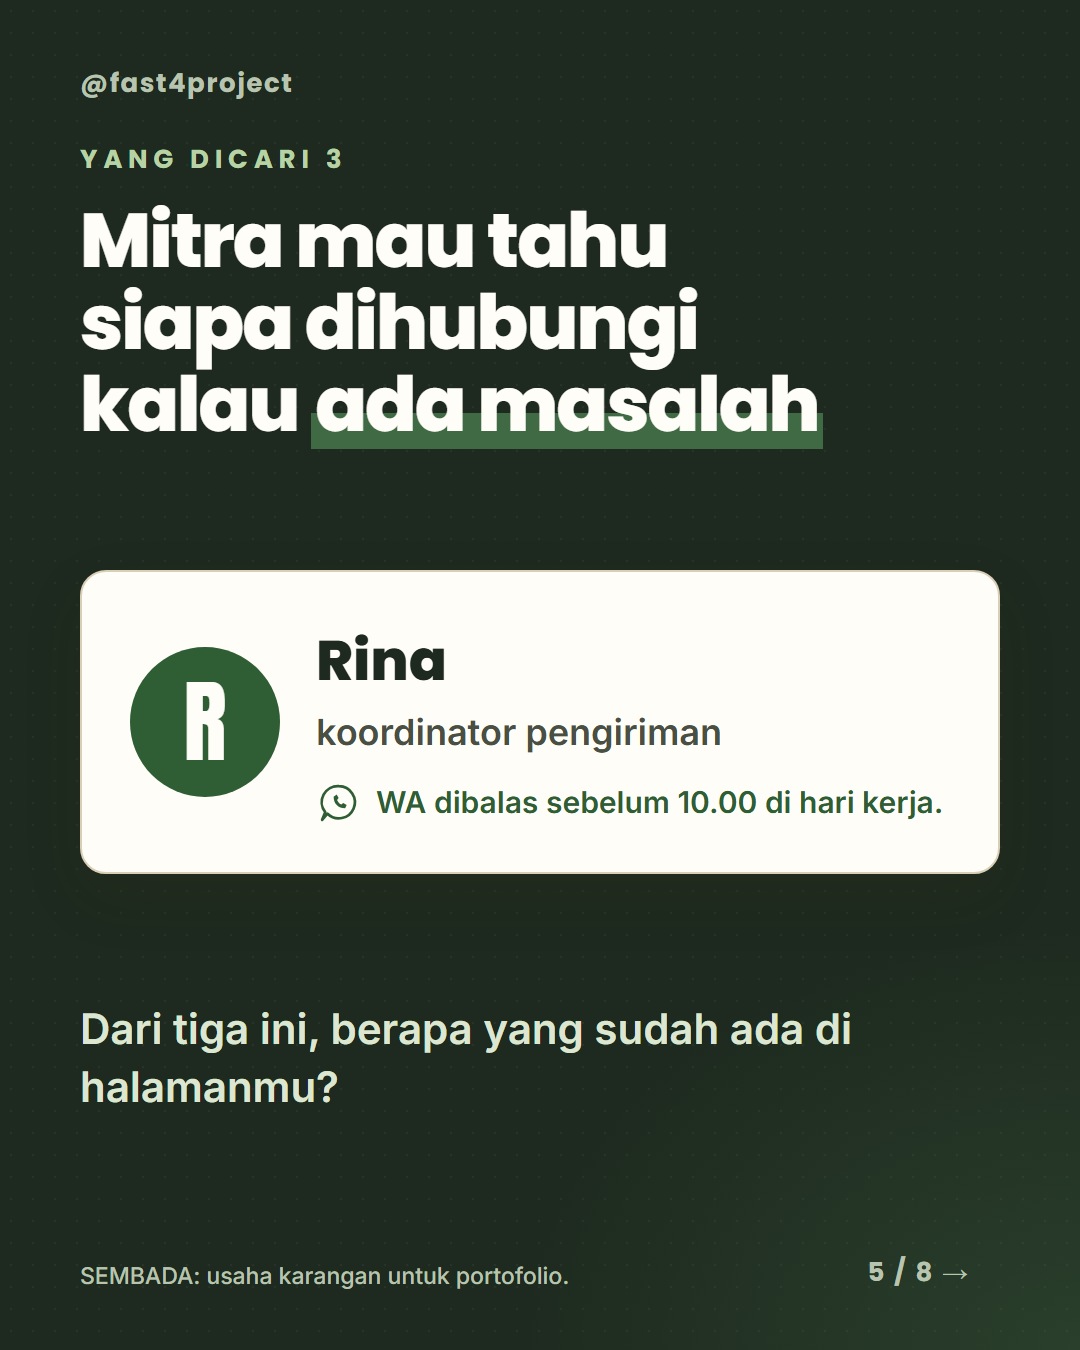 @fast4project
YANG DICARI 3
Mitra mau tahu
siapa dihubungi
kalau ada masalah
R
Rina
koordinator pengiriman
WA dibalas sebelum 10.00 di hari kerja.
Dari tiga ini, berapa yang sudah ada di
halamanmu?
SEMBADA: usaha karangan untuk portofolio.
5 / 8 →